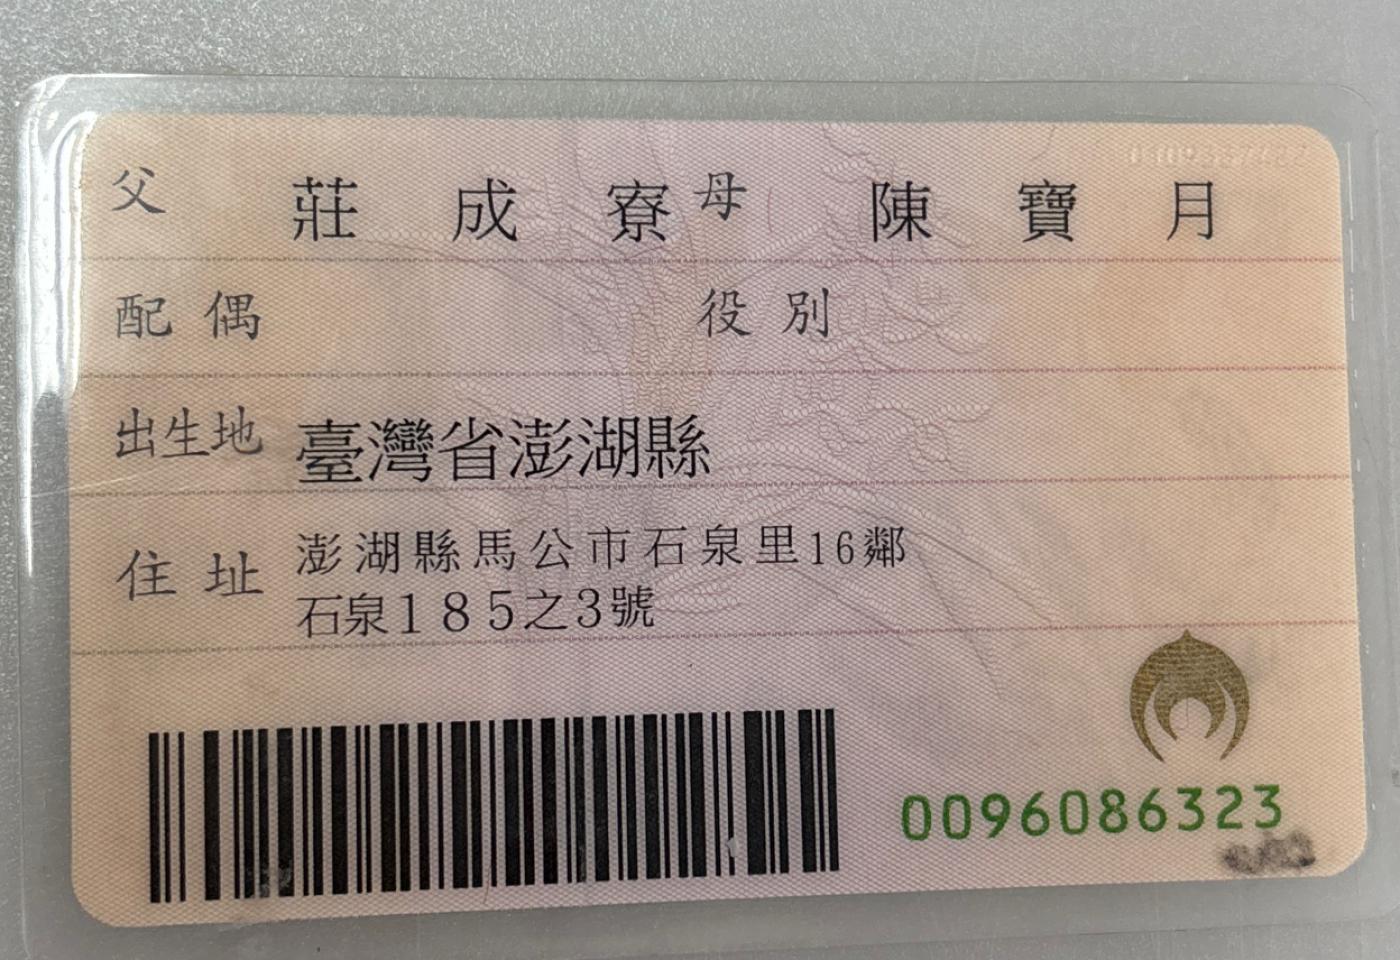 父 莊成寮 母 陳寶月
配偶 役別
出生地 臺灣省澎湖縣
住址 澎湖縣馬公市石泉里16鄰
石泉185之3號
0096086323